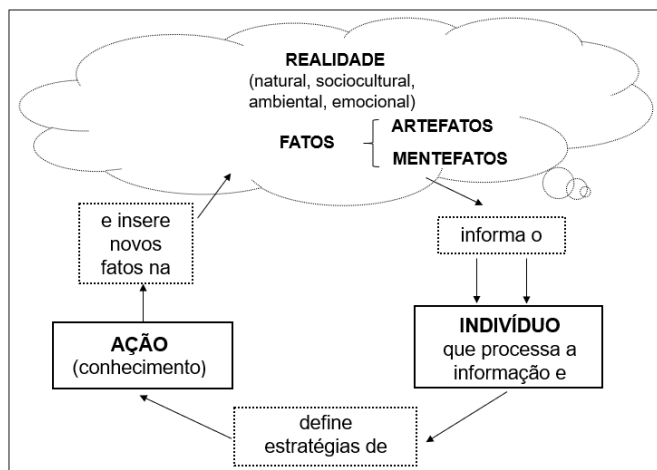 REALIDADE
(natural, sociocultural,
ambiental, emocional)
FATOS
ARTEFATOS
MENTEFATOS
informa o
INDIVÍDUO
que processa a
informação e
define
estratégias de
AÇÃO
(conhecimento)
e insere
novos
fatos na